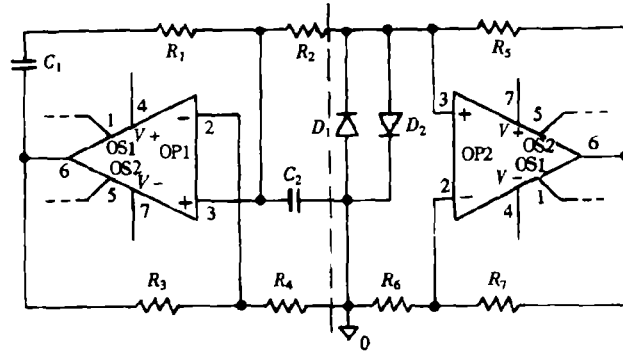 R1 R2 R5
C1
4 7
1 5
3
V+ 2 D1 D2 V+
OS1 OS2
6 OP1 OP2 6
OS2 C2 OS1
V- V-
5 3 2 1
7 4
R3 R4 R6 R7
0
- + + -